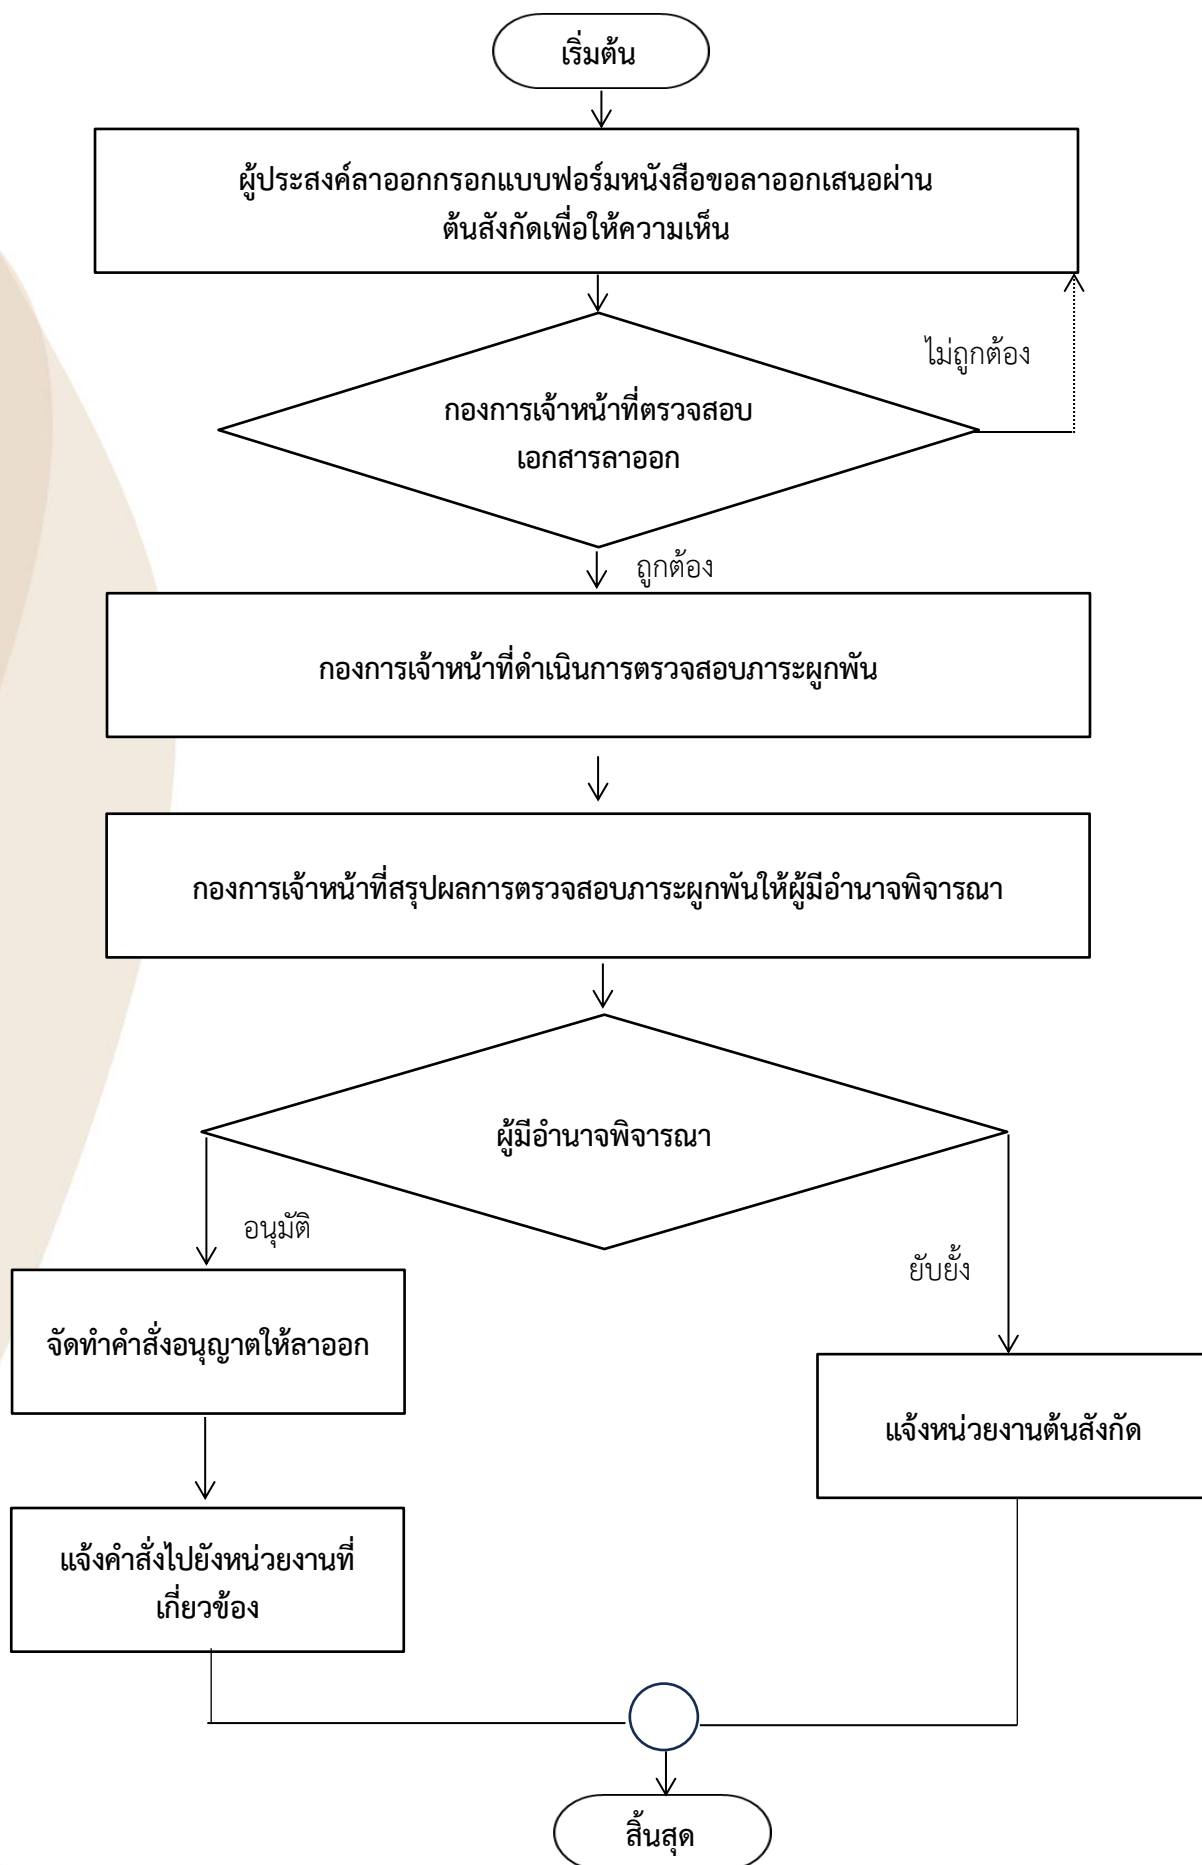 เริ่มต้น
ผู้ประสงค์ลาออกกรอกแบบฟอร์มหนังสือขอลาออกเสนอผ่าน
ต้นสังกัดเพื่อให้ความเห็น
ไม่ถูกต้อง
กองการเจ้าหน้าที่ตรวจสอบ
เอกสารลาออก
ถูกต้อง
กองการเจ้าหน้าที่ดำเนินการตรวจสอบภาระผูกพัน
กองการเจ้าหน้าที่สรุปผลการตรวจสอบภาระผูกพันให้ผู้มีอำนาจพิจารณา
ผู้มีอำนาจพิจารณา
อนุมัติ
ยับยั้ง
จัดทำคำสั่งอนุญาตให้ลาออก
แจ้งหน่วยงานต้นสังกัด
แจ้งคำสั่งไปยังหน่วยงานที่
เกี่ยวข้อง
สิ้นสุด